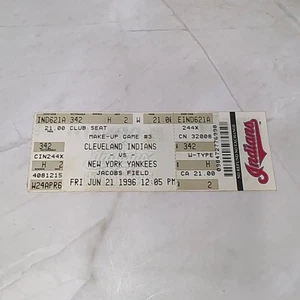 IND621A 342 H 2 W 21.00 EIND621A
21.00 CLUB SEAT 244X
MAKE-UP GAME #3 CN 32808
342 CLEVELAND INDIANS 342
CIN244X - VS - W-TYPE
H 2 NEW YORK YANKEES H 2
4081215 JACOBS FIELD CA 21.00
W24APR6 FRI JUN 21 1996 12:05 PM
Indians